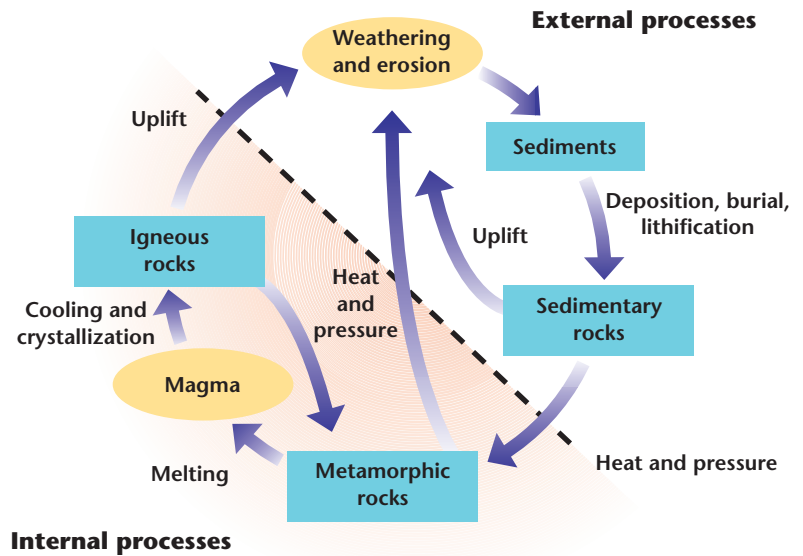 External processes
Weathering
and erosion
Uplift
Sediments
Deposition, burial,
lithification
Igneous
rocks
Uplift
Heat
and
pressure
Sedimentary
rocks
Cooling and
crystallization
Magma
Melting
Metamorphic
rocks
Heat and pressure
Internal processes